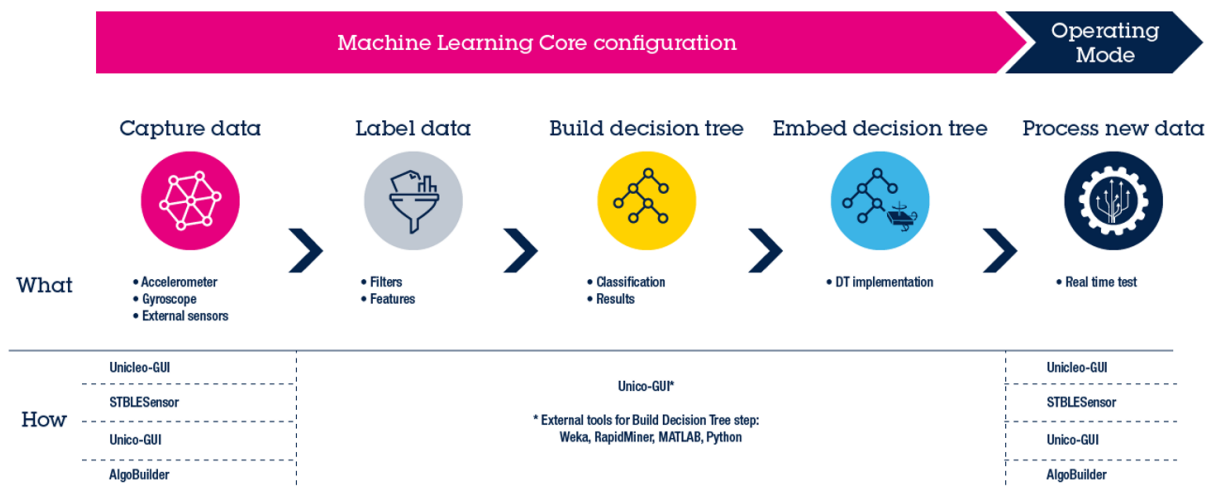 Machine Learning Core configuration
Operating
Mode
Capture data
Label data
Build decision tree
Embed decision tree
Process new data
What
• Accelerometer
• Gyroscope
• External sensors
• Filters
• Features
• Classification
• Results
• DT implementation
• Real time test
How
Unicleo-GUI
STBLESensor
Unico-GUI
AlgoBuilder
Unico-GUI*
* External tools for Build Decision Tree step:
Weka, RapidMiner, MATLAB, Python
Unicleo-GUI
STBLESensor
Unico-GUI
AlgoBuilder